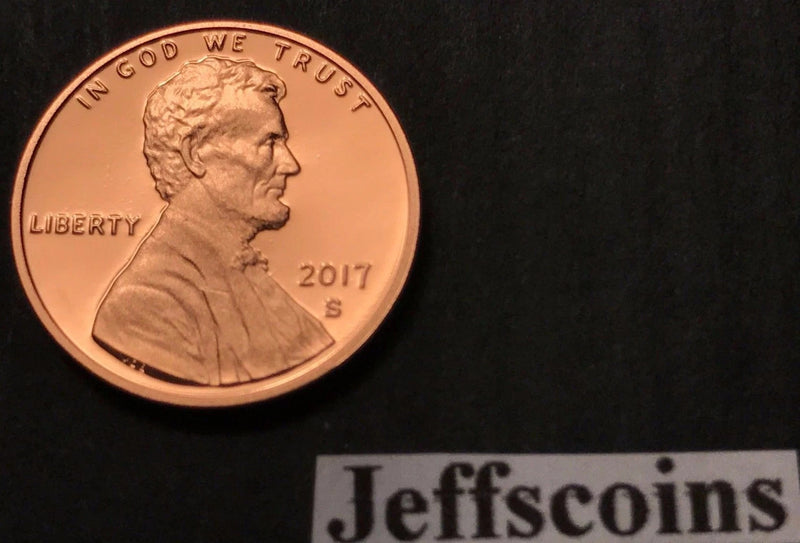 IN GOD WE TRUST
LIBERTY
2017
S
Jeffscoins